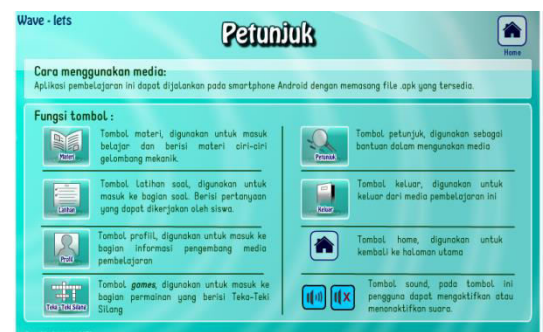 Wave - lets
Petunjuk
Home
Cara menggunakan media:
Aplikasi pembelajaran ini dapat dijalankan pada smartphone Android dengan memasang file .apk yang tersedia.
Fungsi tombol :
Materi
Tombol materi, digunakan untuk masuk
belajar dan berisi materi ciri-ciri
gelombang mekanik.
Latihan
Tombol Latihan soal, digunakan untuk
masuk ke bagian soal. Berisi pertanyaan
yang dapat dikerjakan oleh siswa.
Profil
Tombol profiil, digunakan untuk masuk ke
bagian informasi pengembang media
pembelajaran
Teka - Teki Silang
Tombol games, digunakan untuk masuk ke
bagian permainan yang berisi Teka-Teki
Silang
Petunjuk
Tombol petunjuk, digunakan sebagai
bantuan dalam mengunakan media
Keluar
Tombol keluar, digunakan untuk
keluar dari media pembelajaran ini
Tombol home, digunakan untuk
kembali ke halaman utama
Tombol sound, pada tombol ini
pengguna dapat mengaktifkan atau
menonaktifkan suara.